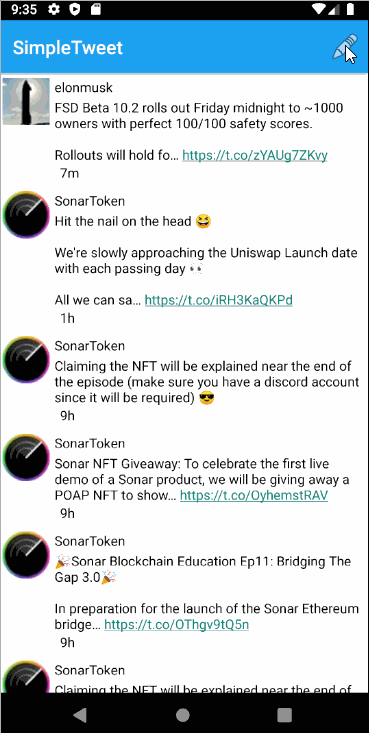 9:35
SimpleTweet
elonmusk
FSD Beta 10.2 rolls out Friday midnight to ~1000
owners with perfect 100/100 safety scores.
Rollouts will hold fo… https://t.co/zYAUg7ZKvy
7m
SonarToken
Hit the nail on the head 😆
We're slowly approaching the Uniswap Launch date
with each passing day 👀
All we can sa… https://t.co/iRH3KaQKPd
1h
SonarToken
Claiming the NFT will be explained near the end of
the episode (make sure you have a discord account
since it will be required) 😎
9h
SonarToken
Sonar NFT Giveaway: To celebrate the first live
demo of a Sonar product, we will be giving away a
POAP NFT to show… https://t.co/OyhemstRAV
9h
SonarToken
🎉Sonar Blockchain Education Ep11: Bridging The
Gap 3.0🎉
In preparation for the launch of the Sonar Ethereum
bridge… https://t.co/OThgv9tQ5n
9h
SonarToken
Claiming the NFT will be explained near the end of